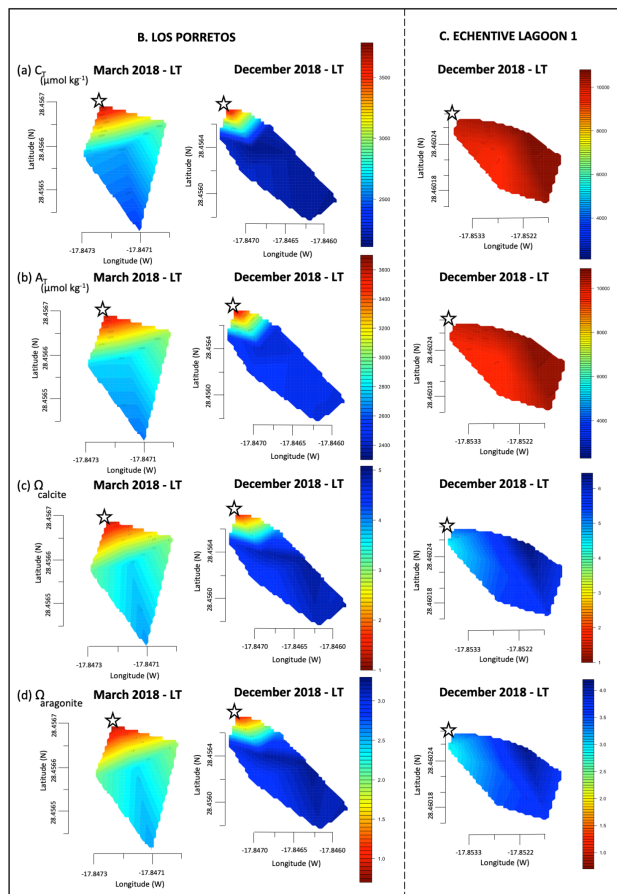 B. LOS PORRETOS
C. ECHENTIVE LAGOON 1
(a) C_T
(µmol kg⁻¹)
March 2018 - LT
December 2018 - LT
December 2018 - LT
28.4567
28.4566
28.4565
Latitude (N)
-17.8473
-17.8471
Longitude (W)
28.4564
28.4560
Latitude (N)
-17.8470
-17.8465
-17.8460
Longitude (W)
3500
3000
2500
28.46024
28.46018
Latitude (N)
-17.8533
-17.8522
Longitude (W)
10000
8000
6000
4000
(b) A_T
(µmol kg⁻¹)
March 2018 - LT
December 2018 - LT
December 2018 - LT
28.4567
28.4566
28.4565
Latitude (N)
-17.8473
-17.8471
Longitude (W)
28.4564
28.4560
Latitude (N)
-17.8470
-17.8465
-17.8460
Longitude (W)
3600
3400
3200
3000
2800
2600
2400
28.46024
28.46018
Latitude (N)
-17.8533
-17.8522
Longitude (W)
10000
8000
6000
4000
(c) Ω
calcite
March 2018 - LT
December 2018 - LT
December 2018 - LT
28.4567
28.4566
28.4565
Latitude (N)
-17.8473
-17.8471
Longitude (W)
28.4564
28.4560
Latitude (N)
-17.8470
-17.8465
-17.8460
Longitude (W)
5
4
3
2
1
28.46024
28.46018
Latitude (N)
-17.8533
-17.8522
Longitude (W)
6
5
4
3
2
1
(d) Ω
aragonite
March 2018 - LT
December 2018 - LT
December 2018 - LT
28.4567
28.4566
28.4565
Latitude (N)
-17.8473
-17.8471
Longitude (W)
28.4564
28.4560
Latitude (N)
-17.8470
-17.8465
-17.8460
Longitude (W)
3.0
2.5
2.0
1.5
1.0
28.46024
28.46018
Latitude (N)
-17.8533
-17.8522
Longitude (W)
4.0
3.5
3.0
2.5
2.0
1.5
1.0